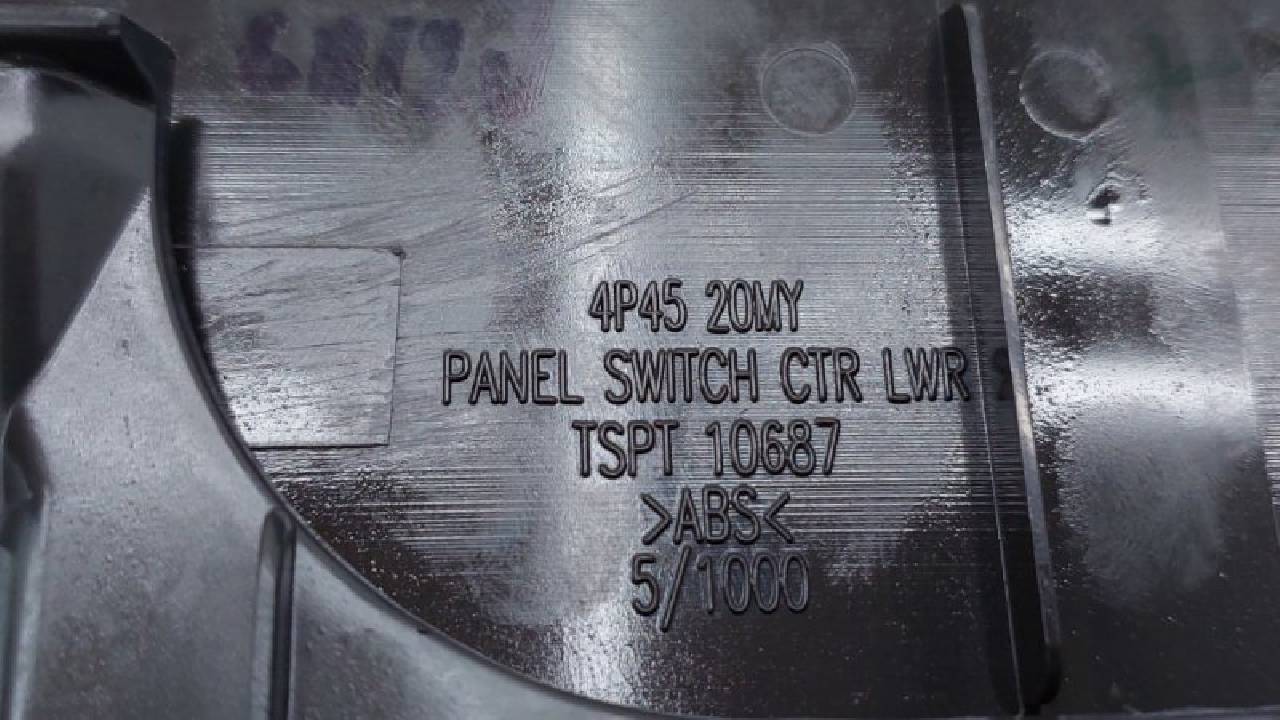 4P45 20MY
PANEL SWITCH CTR LWR
TSPT 10687
>ABS<
5/1000